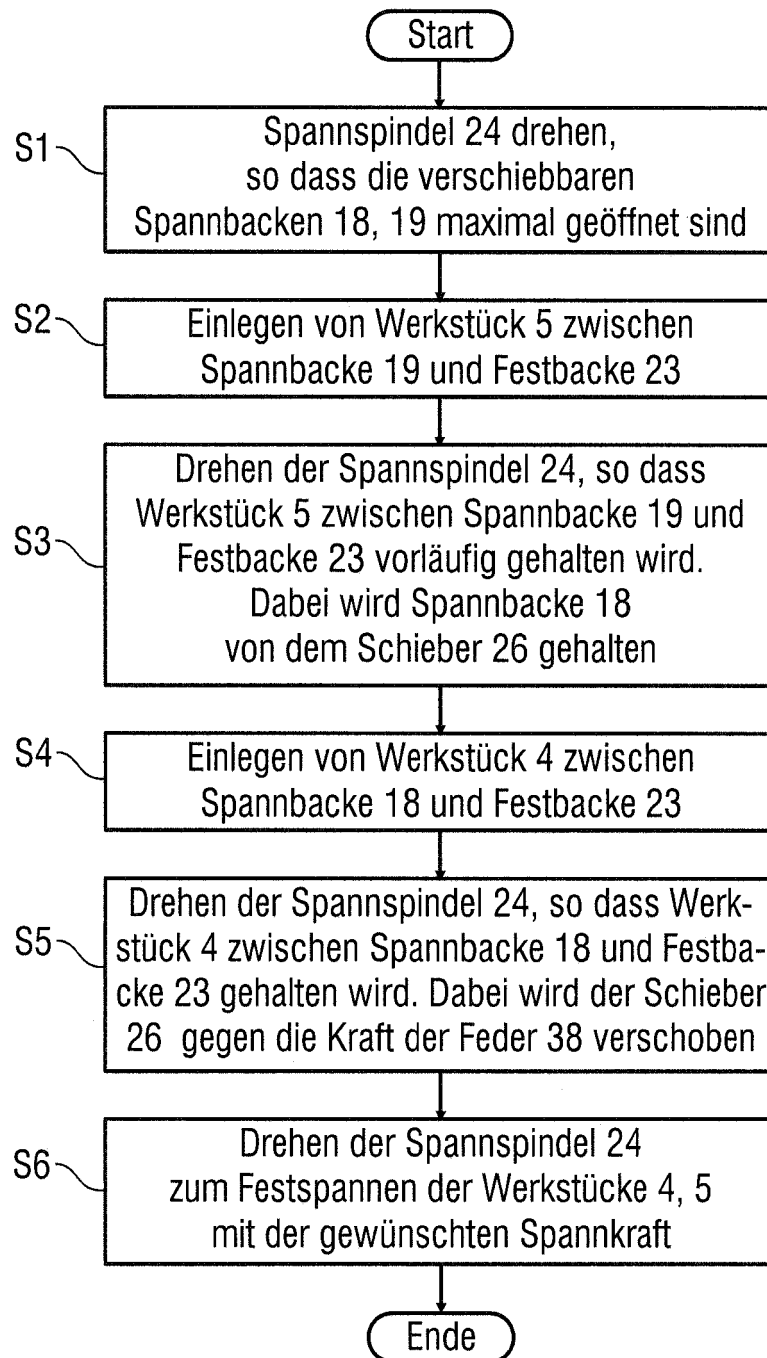 Start
S1
Spannspindel 24 drehen,
so dass die verschiebbaren
Spannbacken 18, 19 maximal geöffnet sind
S2
Einlegen von Werkstück 5 zwischen
Spannbacke 19 und Festbacke 23
S3
Drehen der Spannspindel 24, so dass
Werkstück 5 zwischen Spannbacke 19 und
Festbacke 23 vorläufig gehalten wird.
Dabei wird Spannbacke 18
von dem Schieber 26 gehalten
S4
Einlegen von Werkstück 4 zwischen
Spannbacke 18 und Festbacke 23
S5
Drehen der Spannspindel 24, so dass Werk-
stück 4 zwischen Spannbacke 18 und Festba-
cke 23 gehalten wird. Dabei wird der Schieber
26 gegen die Kraft der Feder 38 verschoben
S6
Drehen der Spannspindel 24
zum Festspannen der Werkstücke 4, 5
mit der gewünschten Spannkraft
Ende